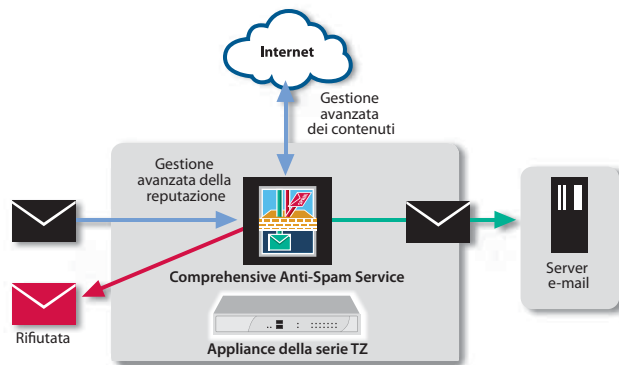 Internet
Gestione
avanzata
dei contenuti
Gestione
avanzata della
reputazione
Comprehensive Anti-Spam Service
Server
e-mail
Rifiutata
Appliance della serie TZ